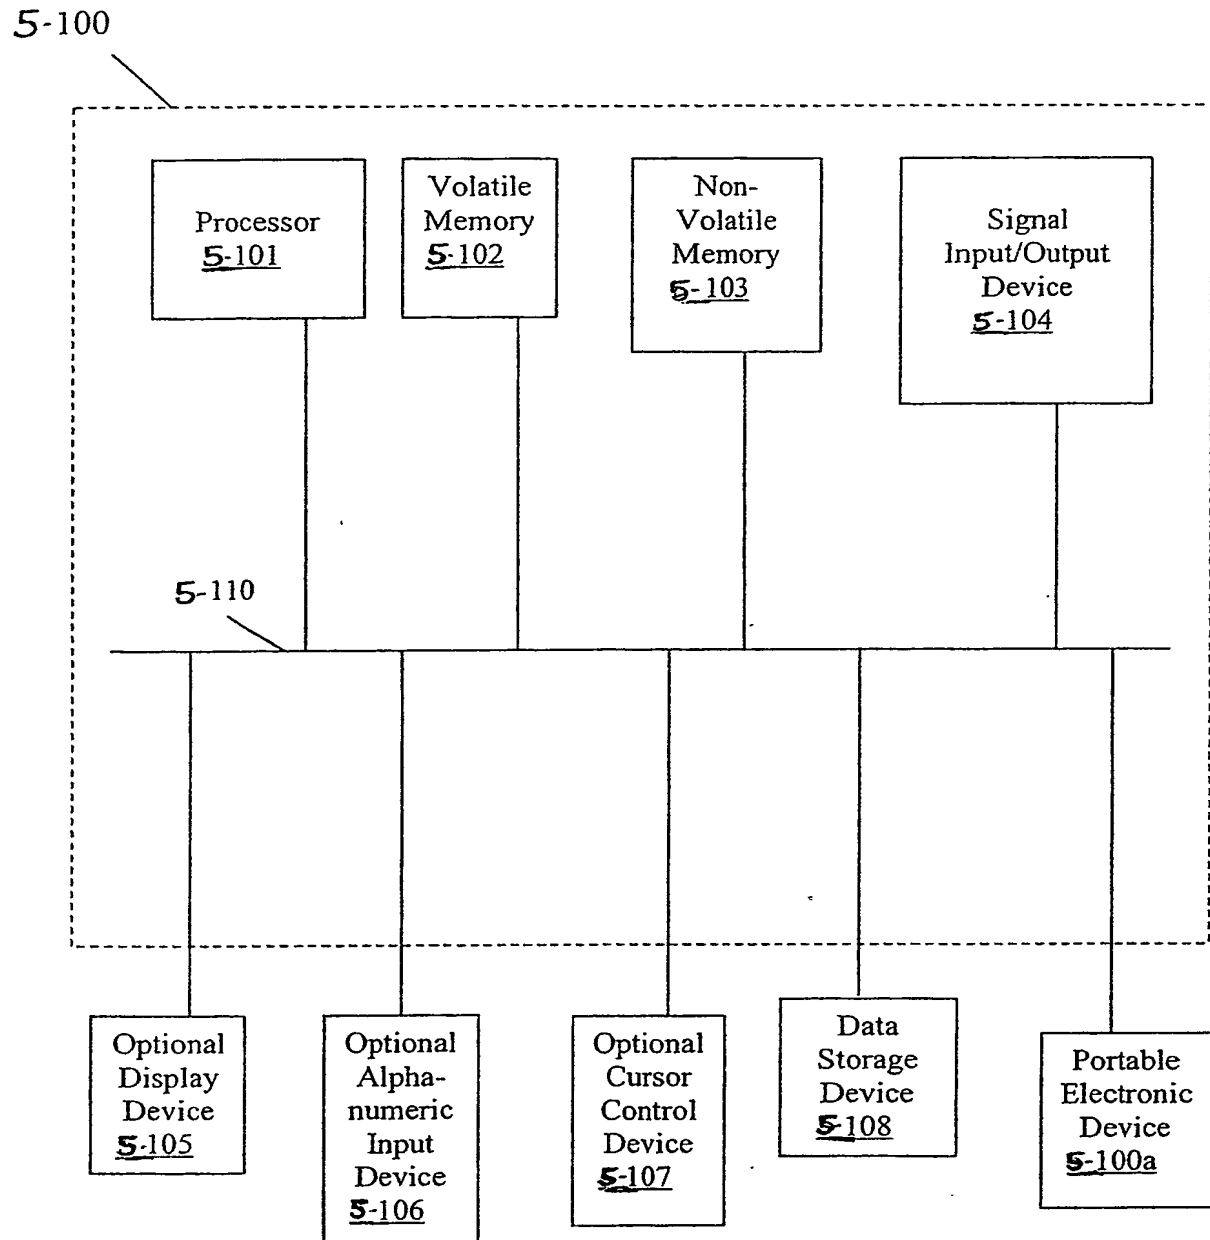 5-100
Processor
5-101
Volatile
Memory
5-102
Non-
Volatile
Memory
5-103
Signal
Input/Output
Device
5-104
5-110
Optional
Display
Device
5-105
Optional
Alpha-
numeric
Input
Device
5-106
Optional
Cursor
Control
Device
5-107
Data
Storage
Device
5-108
Portable
Electronic
Device
5-100a